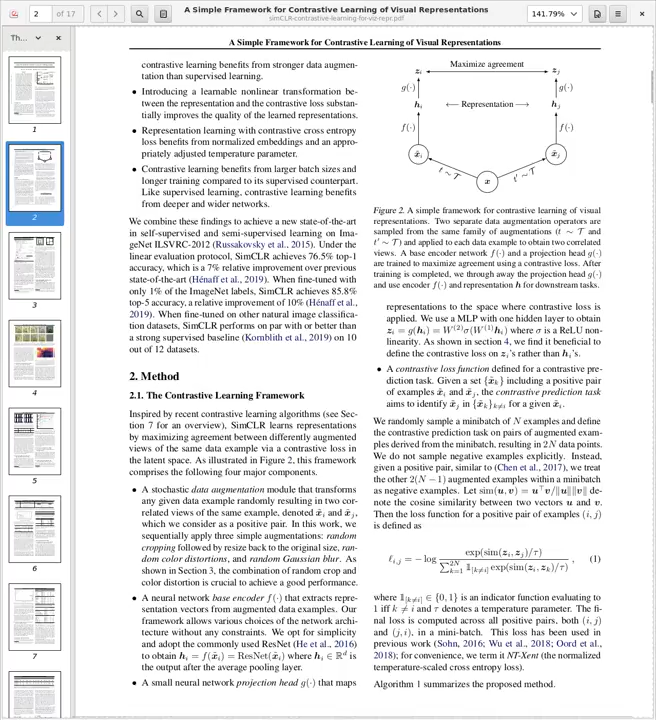 2
of 17
A Simple Framework for Contrastive Learning of Visual Representations
simCLR-contrastive-learning-for-viz-repr.pdf
141.79%
Th...
1
2
3
4
5
6
7
A Simple Framework for Contrastive Learning of Visual Representations
contrastive learning benefits from stronger data augmen-
tation than supervised learning.
• Introducing a learnable nonlinear transformation be-
tween the representation and the contrastive loss substan-
tially improves the quality of the learned representations.
• Representation learning with contrastive cross entropy
loss benefits from normalized embeddings and an appro-
priately adjusted temperature parameter.
• Contrastive learning benefits from larger batch sizes and
longer training compared to its supervised counterpart.
Like supervised learning, contrastive learning benefits
from deeper and wider networks.
We combine these findings to achieve a new state-of-the-art
in self-supervised and semi-supervised learning on Ima-
geNet ILSVRC-2012 (Russakovsky et al., 2015). Under the
linear evaluation protocol, SimCLR achieves 76.5% top-1
accuracy, which is a 7% relative improvement over previous
state-of-the-art (Hénaff et al., 2019). When fine-tuned with
only 1% of the ImageNet labels, SimCLR achieves 85.8%
top-5 accuracy, a relative improvement of 10% (Hénaff et al.,
2019). When fine-tuned on other natural image classifica-
tion datasets, SimCLR performs on par with or better than
a strong supervised baseline (Kornblith et al., 2019) on 10
out of 12 datasets.
2. Method
2.1. The Contrastive Learning Framework
Inspired by recent contrastive learning algorithms (see Sec-
tion 7 for an overview), SimCLR learns representations
by maximizing agreement between differently augmented
views of the same data example via a contrastive loss in
the latent space. As illustrated in Figure 2, this framework
comprises the following four major components.
• A stochastic data augmentation module that transforms
any given data example randomly resulting in two cor-
related views of the same example, denoted x̃ᵢ and x̃ⱼ,
which we consider as a positive pair. In this work, we
sequentially apply three simple augmentations: random
cropping followed by resize back to the original size, ran-
dom color distortions, and random Gaussian blur. As
shown in Section 3, the combination of random crop and
color distortion is crucial to achieve a good performance.
• A neural network base encoder f(·) that extracts repre-
sentation vectors from augmented data examples. Our
framework allows various choices of the network archi-
tecture without any constraints. We opt for simplicity
and adopt the commonly used ResNet (He et al., 2016)
to obtain hᵢ = f(x̃ᵢ) = ResNet(x̃ᵢ) where hᵢ ∈ ℝᵈ is
the output after the average pooling layer.
• A small neural network projection head g(·) that maps
zᵢ Maximize agreement zⱼ
g(·) g(·)
hᵢ ← Representation → hⱼ
f(·) f(·)
x̃ᵢ x̃ⱼ
t ∼ T x t′ ∼ T
Figure 2. A simple framework for contrastive learning of visual
representations. Two separate data augmentation operators are
sampled from the same family of augmentations (t ∼ T and
t′ ∼ T) and applied to each data example to obtain two correlated
views. A base encoder network f(·) and a projection head g(·)
are trained to maximize agreement using a contrastive loss. After
training is completed, we through away the projection head g(·)
and use encoder f(·) and representation h for downstream tasks.
representations to the space where contrastive loss is
applied. We use a MLP with one hidden layer to obtain
zᵢ = g(hᵢ) = W⁽²⁾σ(W⁽¹⁾hᵢ) where σ is a ReLU non-
linearity. As shown in section 4, we find it beneficial to
define the contrastive loss on zᵢ's rather than hᵢ's.
• A contrastive loss function defined for a contrastive pre-
diction task. Given a set {x̃ₖ} including a positive pair
of examples x̃ᵢ and x̃ⱼ, the contrastive prediction task
aims to identify x̃ⱼ in {x̃ₖ}ₖ≠ᵢ for a given x̃ᵢ.
We randomly sample a minibatch of N examples and define
the contrastive prediction task on pairs of augmented exam-
ples derived from the minibatch, resulting in 2N data points.
We do not sample negative examples explicitly. Instead,
given a positive pair, similar to (Chen et al., 2017), we treat
the other 2(N − 1) augmented examples within a minibatch
as negative examples. Let sim(u, v) = u⊤v/‖u‖‖v‖ de-
note the cosine similarity between two vectors u and v.
Then the loss function for a positive pair of examples (i, j)
is defined as
ℓᵢ,ⱼ = − log exp(sim(zᵢ, zⱼ)/τ) / ∑ₖ₌₁²ᴺ 𝟙[k≠i] exp(sim(zᵢ, zₖ)/τ) , (1)
where 𝟙[k≠i] ∈ {0, 1} is an indicator function evaluating to
1 iff k ≠ i and τ denotes a temperature parameter. The fi-
nal loss is computed across all positive pairs, both (i, j)
and (j, i), in a mini-batch. This loss has been used in
previous work (Sohn, 2016; Wu et al., 2018; Oord et al.,
2018); for convenience, we term it NT-Xent (the normalized
temperature-scaled cross entropy loss).
Algorithm 1 summarizes the proposed method.